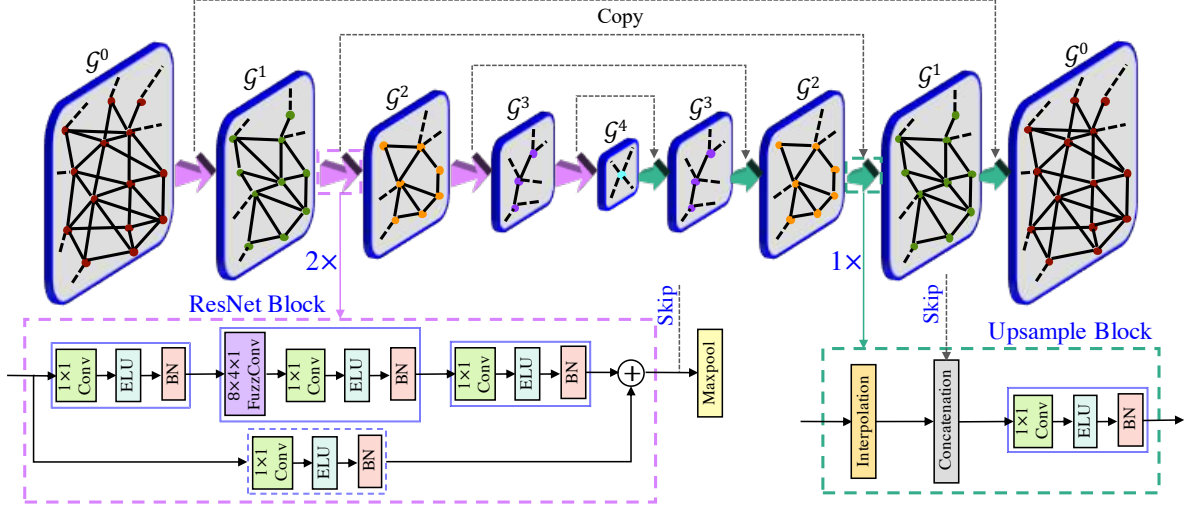 Copy
𝒢⁰
𝒢¹
𝒢²
𝒢³
𝒢⁴
𝒢³
𝒢²
𝒢¹
𝒢⁰
2×
1×
ResNet Block
Skip
Skip
Upsample Block
1×1 Conv
ELU
BN
8×4×1 FuzzConv
1×1 Conv
ELU
BN
1×1 Conv
ELU
BN
+
Maxpool
1×1 Conv
ELU
BN
Interpolation
Concatenation
1×1 Conv
ELU
BN